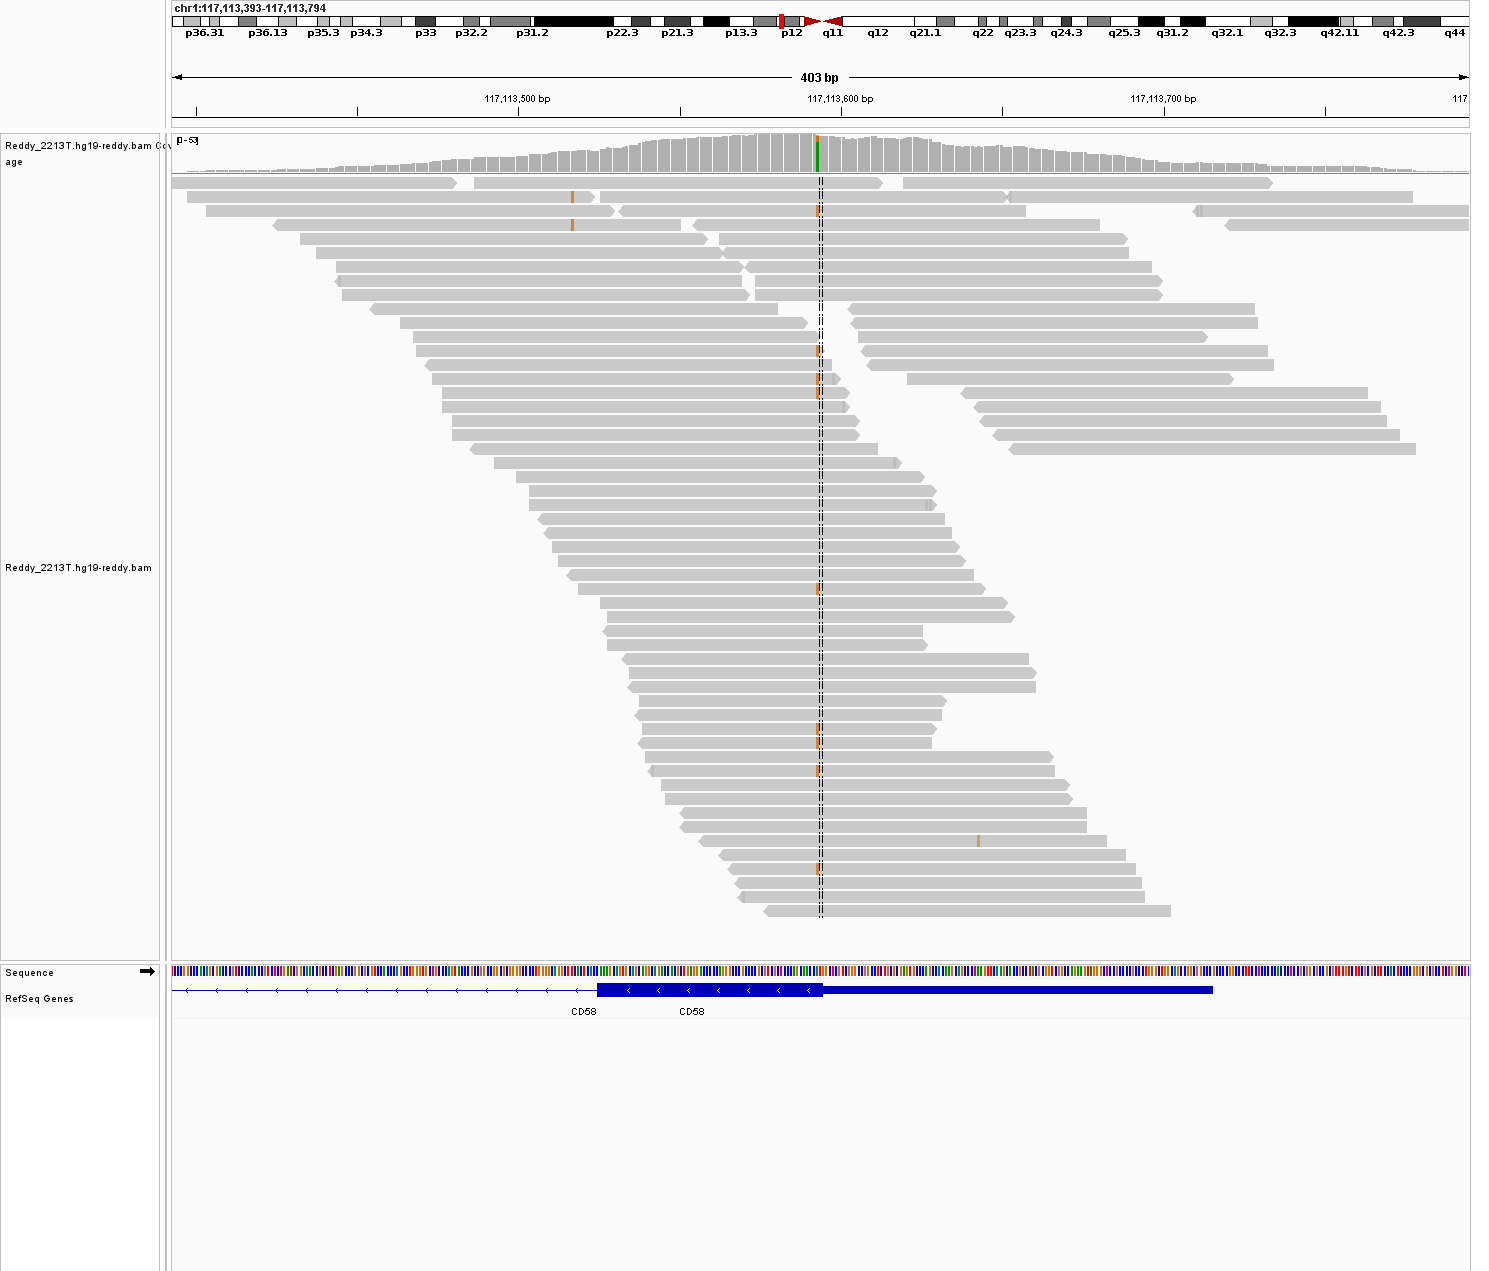 chr1:117,113,393-117,113,794
p36.31 p36.13 p35.3 p34.3 p33 p32.2 p31.2 p22.3 p21.3 p13.3 p12 q11 q12 q21.1 q22 q23.3 q24.3 q25.3 q31.2 q32.1 q32.3 q42.11 q42.3 q44
403 bp
117,113,500 bp 117,113,600 bp 117,113,700 bp 117
Reddy_2213T.hg19-reddy.bam Cov
age
[0-53]
Reddy_2213T.hg19-reddy.bam
Sequence
RefSeq Genes
CD58 CD58